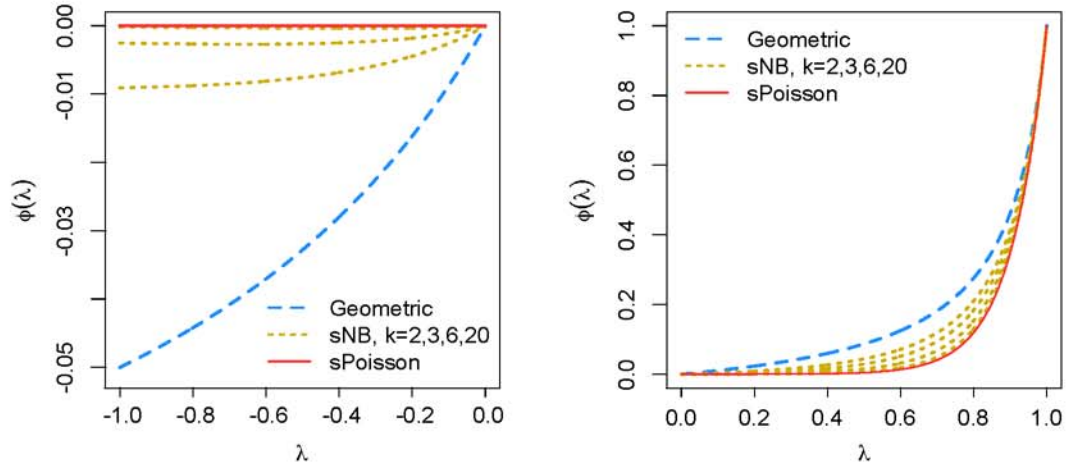 0.00
-0.01
-0.03
-0.05
ϕ(λ)
Geometric
sNB, k=2,3,6,20
sPoisson
-1.0 -0.8 -0.6 -0.4 -0.2 0.0
λ
1.0
0.8
0.6
0.4
0.2
0.0
ϕ(λ)
Geometric
sNB, k=2,3,6,20
sPoisson
0.0 0.2 0.4 0.6 0.8 1.0
λ